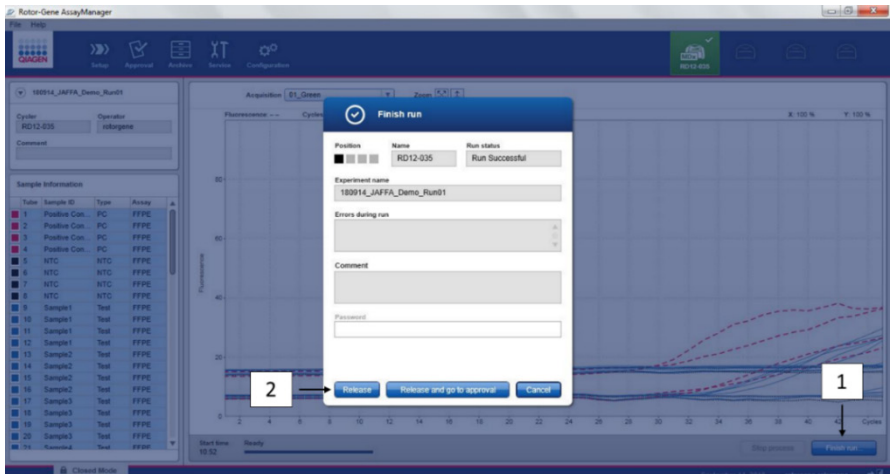 Rotor-Gene AssayManager
File Help
QIAGEN
Setup Approval Archive Service Configuration
RD12-035
180914_JAFFA_Demo_Run01
Cycler Operator
RD12-035 rotorgene
Comment
Sample Information
Tube Sample ID Type Assay
1 Positive Con... PC FFPE
2 Positive Con... PC FFPE
3 Positive Con... PC FFPE
4 Positive Con... PC FFPE
5 NTC NTC FFPE
6 NTC NTC FFPE
7 NTC NTC FFPE
8 NTC NTC FFPE
9 Sample1 Test FFPE
10 Sample1 Test FFPE
11 Sample1 Test FFPE
12 Sample1 Test FFPE
13 Sample2 Test FFPE
14 Sample2 Test FFPE
15 Sample2 Test FFPE
16 Sample2 Test FFPE
17 Sample3 Test FFPE
18 Sample3 Test FFPE
19 Sample3 Test FFPE
20 Sample3 Test FFPE
21 Sample4 Test FFPE
Closed Mode
Acquisition 01_Green Zoom
Fluorescence: -- Cycles
X: 100 % Y: 100 %
Fluorescence
80
60
40
20
0
2 4 6 8 10 12 14 16 18 20 22 24 26 28 30 32 34 36 38 40 42 Cycles
Start time Ready
10:52
Stop process Finish run
Finish run
Position Name Run status
RD12-035 Run Successful
Experiment name
180914_JAFFA_Demo_Run01
Errors during run
Comment
Password
Release Release and go to approval Cancel
2
1